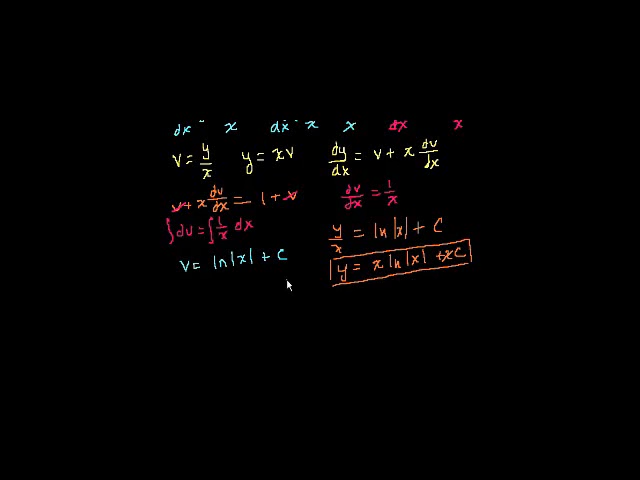 dx x dx x x dx x
v = y/x y = xv dy/dx = v + x dv/dx
v + x dv/dx = 1 + v dv/dx = 1/x
∫dv = ∫ 1/x dx y/x = ln|x| + C
v = ln|x| + C y = x ln|x| + xC